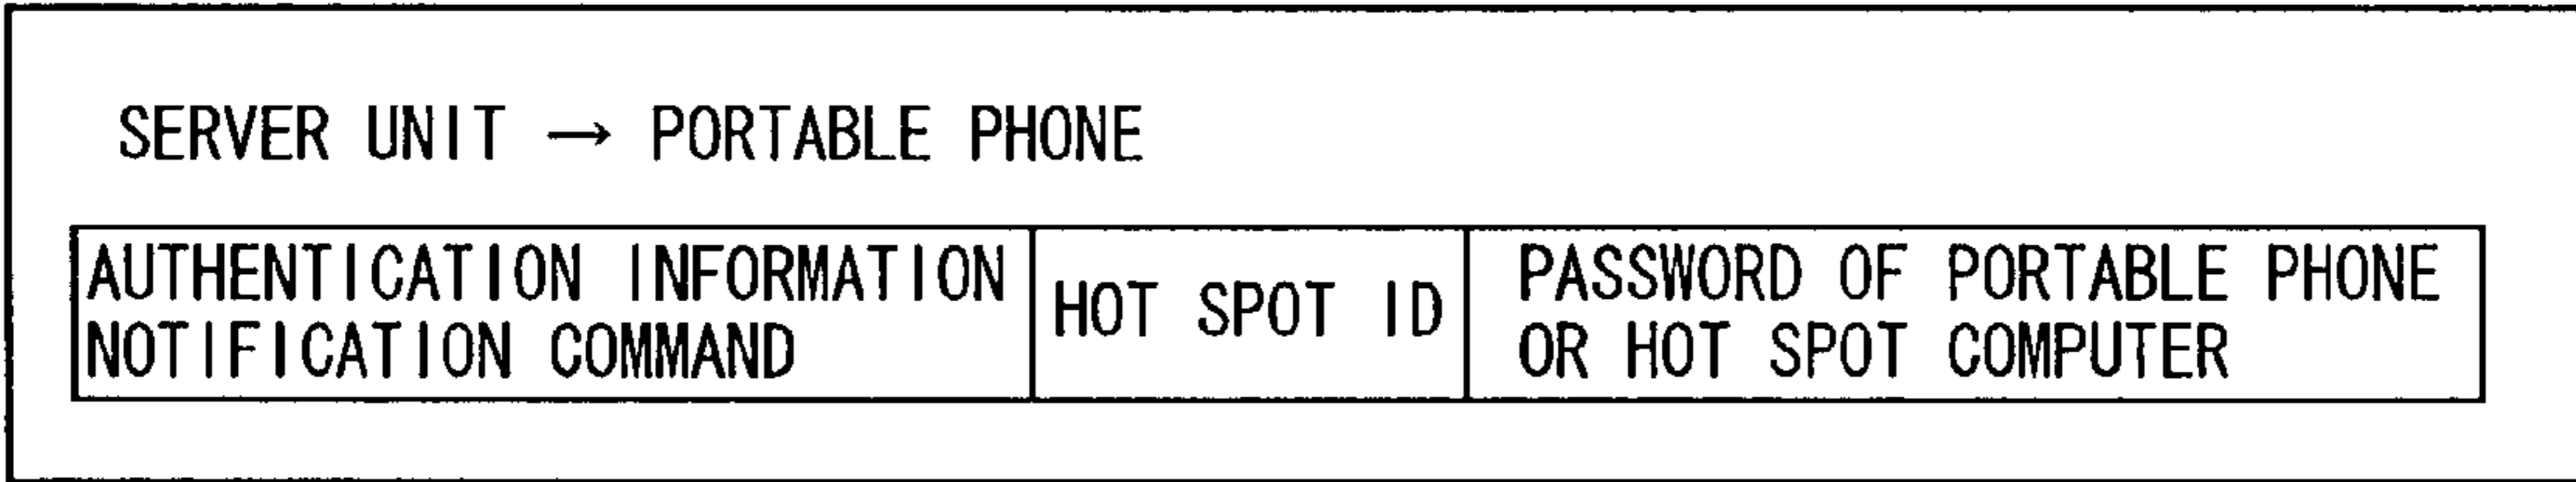 SERVER UNIT → PORTABLE PHONE
AUTHENTICATION INFORMATION
NOTIFICATION COMMAND
HOT SPOT ID
PASSWORD OF PORTABLE PHONE
OR HOT SPOT COMPUTER